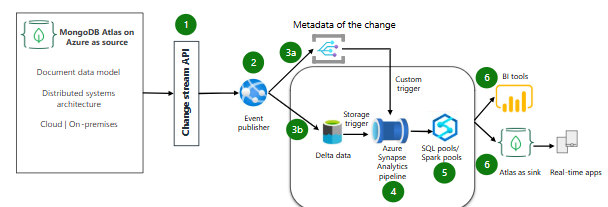 MongoDB Atlas on
Azure as source
Document data model
Distributed systems
architecture
Cloud | On-premises
1
Change stream API
2
Event
publisher
Metadata of the change
3a
3b
Custom
trigger
Storage
trigger
Delta data
Azure
Synapse
Analytics
pipeline
4
SQL pools/
Spark pools
5
6
BI tools
6
Atlas as sink
Real-time apps